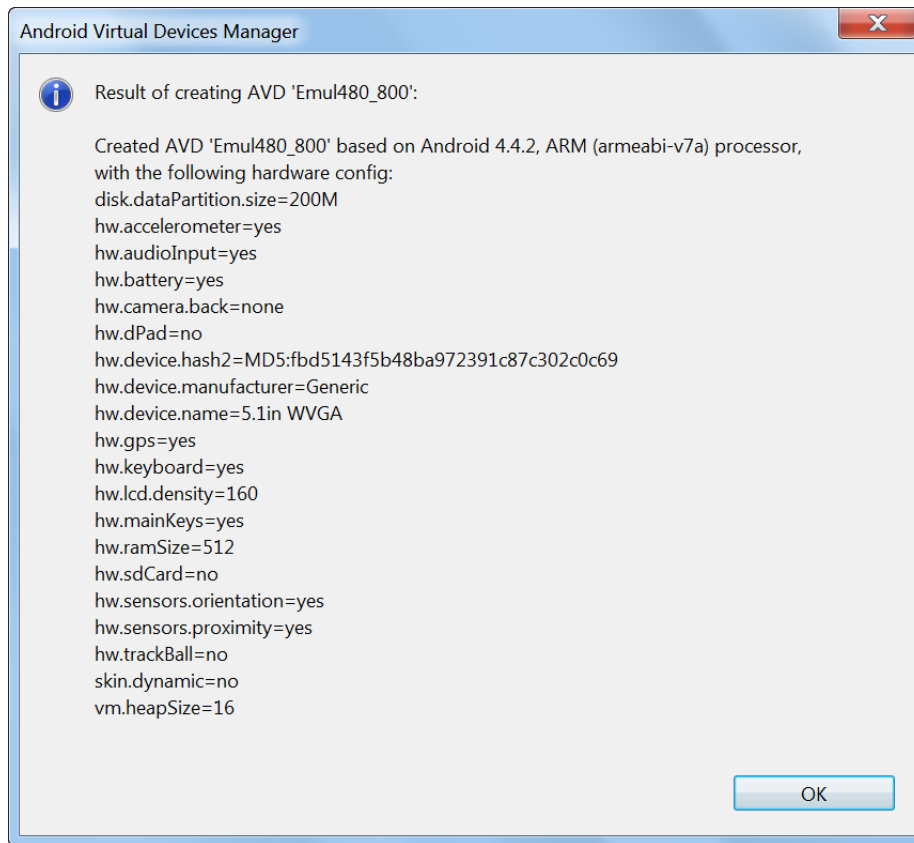 Android Virtual Devices Manager
Result of creating AVD 'Emul480_800':
Created AVD 'Emul480_800' based on Android 4.4.2, ARM (armeabi-v7a) processor,
with the following hardware config:
disk.dataPartition.size=200M
hw.accelerometer=yes
hw.audioInput=yes
hw.battery=yes
hw.camera.back=none
hw.dPad=no
hw.device.hash2=MD5:fbd5143f5b48ba972391c87c302c0c69
hw.device.manufacturer=Generic
hw.device.name=5.1in WVGA
hw.gps=yes
hw.keyboard=yes
hw.lcd.density=160
hw.mainKeys=yes
hw.ramSize=512
hw.sdCard=no
hw.sensors.orientation=yes
hw.sensors.proximity=yes
hw.trackBall=no
skin.dynamic=no
vm.heapSize=16
OK